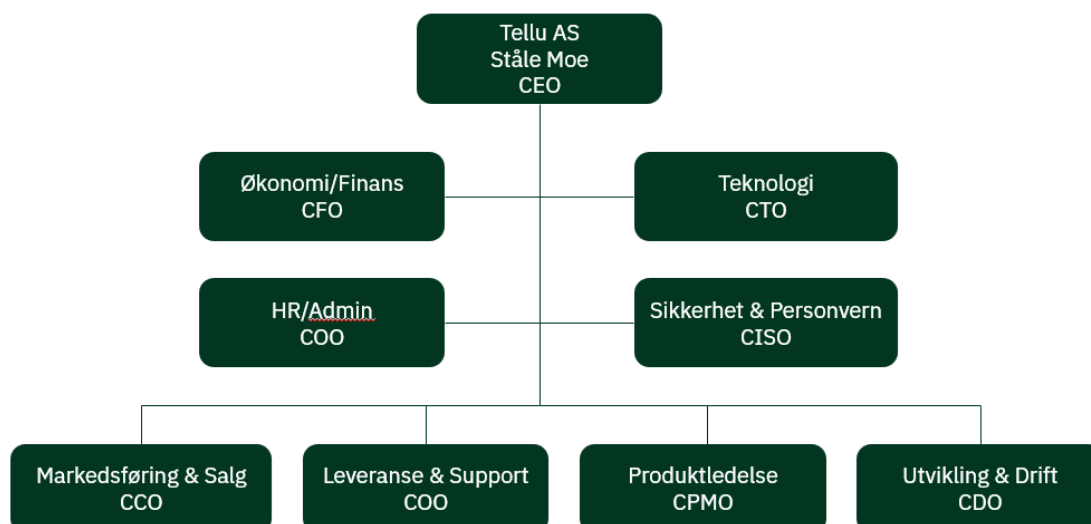 Tellu AS
Ståle Moe
CEO
Økonomi/Finans
CFO
Teknologi
CTO
HR/Admin
COO
Sikkerhet & Personvern
CISO
Markedsføring & Salg
CCO
Leveranse & Support
COO
Produktledelse
CPMO
Utvikling & Drift
CDO